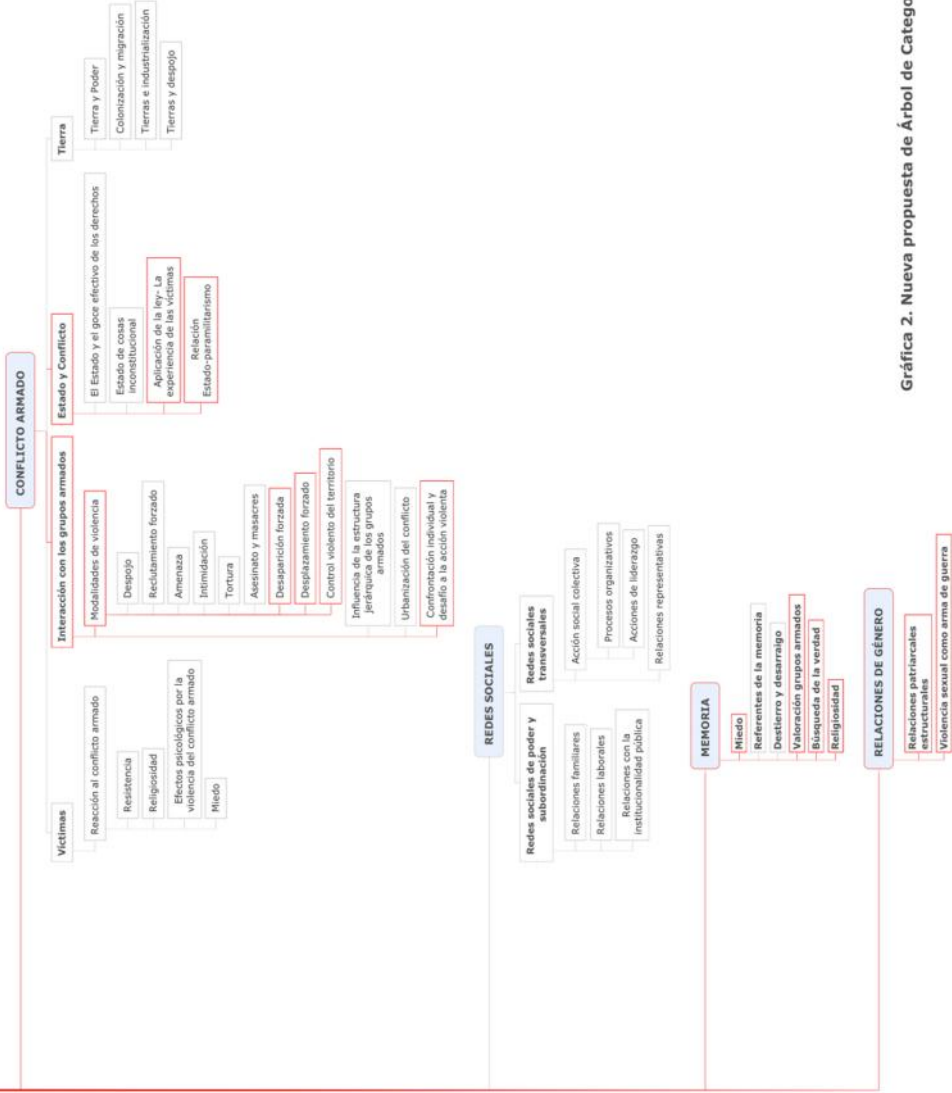 CONFLICTO ARMADO
Víctimas
Reacción al conflicto armado
Resistencia
Religiosidad
Efectos psicológicos por la
violencia del conflicto armado
Miedo
Interacción con los grupos armados
Modalidades de violencia
Despojo
Reclutamiento forzado
Amenaza
Intimidación
Tortura
Asesinato y masacres
Desaparición forzada
Desplazamiento forzado
Control violento del territorio
Influencia de la estructura
jerárquica de los grupos
armados
Urbanización del conflicto
Confrontación individual y
desafío a la acción violenta
Estado y Conflicto
El Estado y el goce efectivo de los derechos
Estado de cosas
inconstitucional
Aplicación de la ley- La
experiencia de las víctimas
Relación
Estado-paramilitarismo
Tierra
Tierra y Poder
Colonización y migración
Tierras e industrialización
Tierras y despojo
REDES SOCIALES
Redes sociales de poder y
subordinación
Relaciones familiares
Relaciones laborales
Relaciones con la
institucionalidad pública
Redes sociales
transversales
Acción social colectiva
Procesos organizativos
Acciones de liderazgo
Relaciones representativas
MEMORIA
Miedo
Referentes de la memoria
Destierro y desarraigo
Valoración grupos armados
Búsqueda de la verdad
Religiosidad
RELACIONES DE GÉNERO
Relaciones patriarcales
estructurales
Violencia sexual como arma de guerra
Gráfica 2. Nueva propuesta de Árbol de Catego